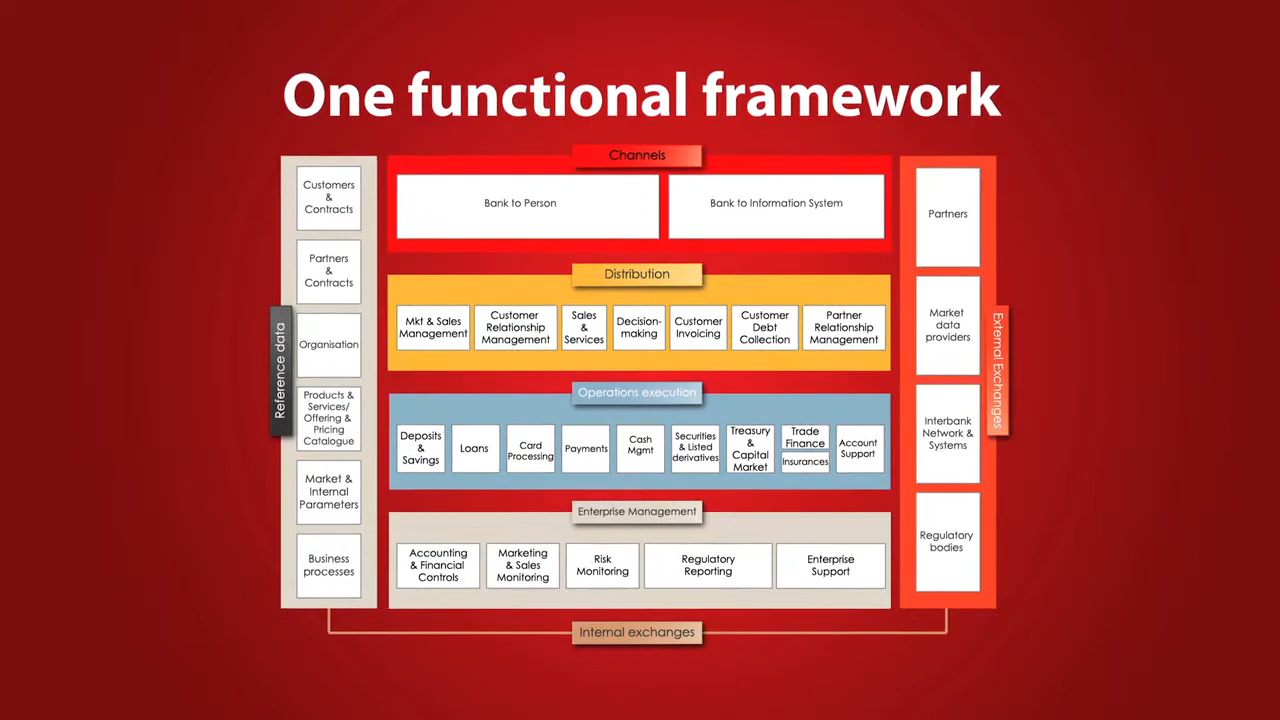 One functional framework
Reference data
Customers
&
Contracts
Partners
&
Contracts
Organisation
Products &
Services/
Offering &
Pricing
Catalogue
Market &
Internal
Parameters
Business
processes
Channels
Bank to Person
Bank to Information System
Distribution
Mkt & Sales
Management
Customer
Relationship
Management
Sales
&
Services
Decision-
making
Customer
Invoicing
Customer
Debt
Collection
Partner
Relationship
Management
Operations execution
Deposits
&
Savings
Loans
Card
Processing
Payments
Cash
Mgmt
Securities
& Listed
derivatives
Treasury
&
Capital
Market
Trade
Finance
Insurances
Account
Support
Enterprise Management
Accounting
& Financial
Controls
Marketing
& Sales
Monitoring
Risk
Monitoring
Regulatory
Reporting
Enterprise
Support
External Exchanges
Partners
Market
data
providers
Interbank
Network &
Systems
Regulatory
bodies
Internal exchanges